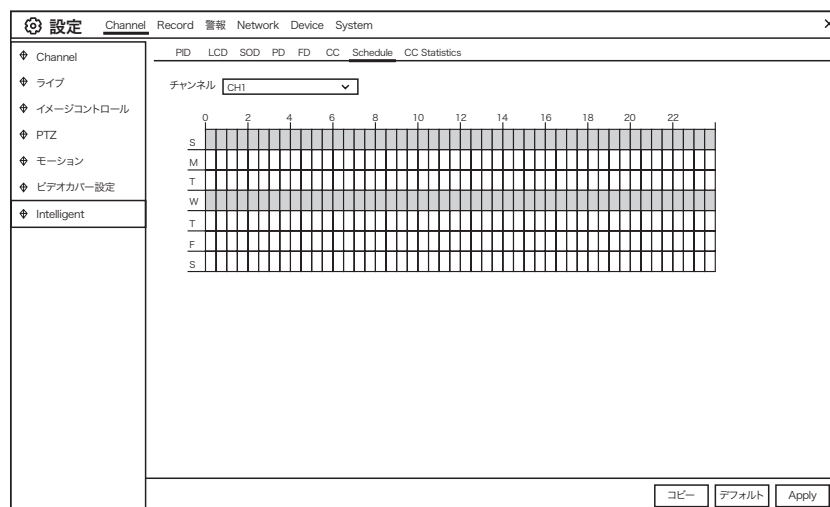 設定 Channel Record 警報 Network Device System ×
Channel
ライブ
イメージコントロール
PTZ
モーション
ビデオカバー設定
Intelligent
PID LCD SOD PD FD CC Schedule CC Statistics
チャンネル CH1
0 2 4 6 8 10 12 14 16 18 20 22
S
M
T
W
T
F
S
コピー デフォルト Apply